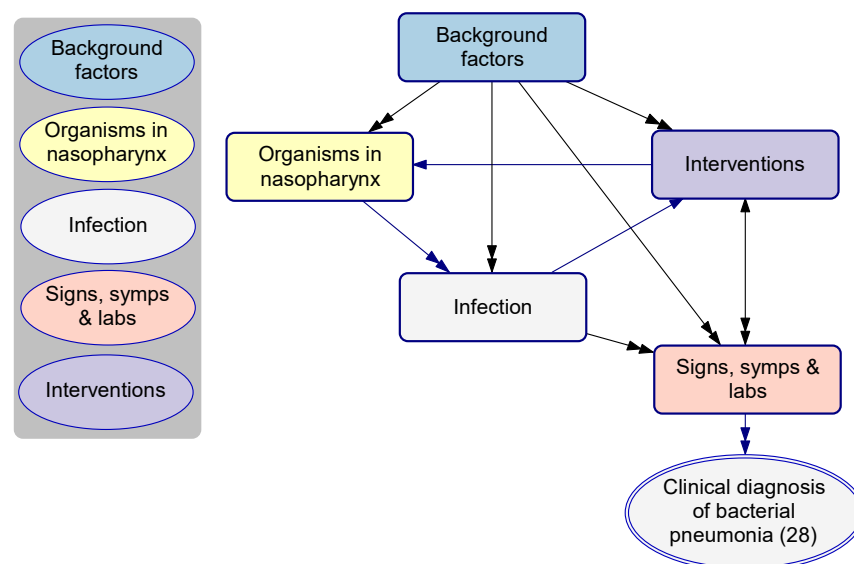 Background
factors
Organisms in
nasopharynx
Infection
Signs, symps
& labs
Interventions
Background
factors
Organisms in
nasopharynx
Interventions
Infection
Signs, symps &
labs
Clinical diagnosis
of bacterial
pneumonia (28)